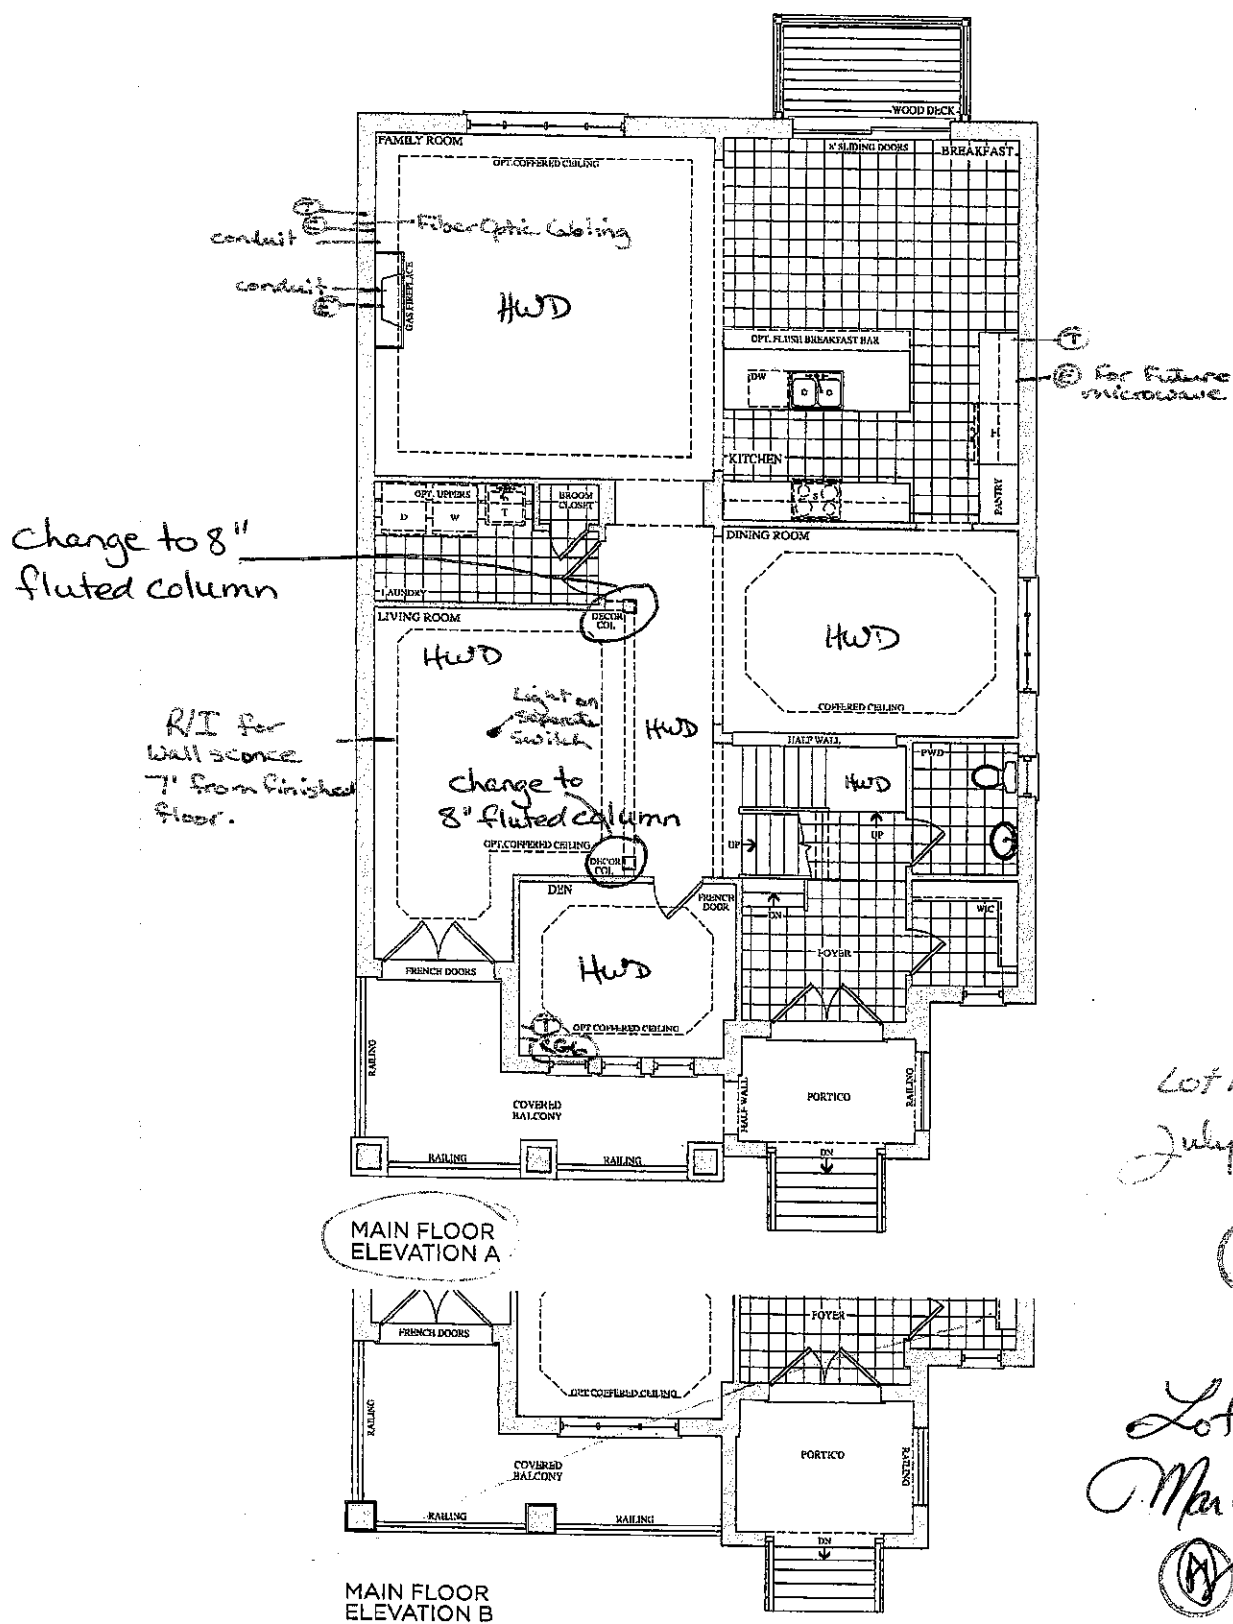 WOOD DECK
FAMILY ROOM
OPT. COFFERED CEILING
8' SLIDING DOORS
BREAKFAST
T
E
Fiber Optic Cabling
conduit
conduit
E
GAS FIREPLACE
HWD
OPT. FLUSH BREAKFAST BAR
T
DW
E For Future
microwave
F
KITCHEN
OPT. UPPERS
BROOM
CLOSET
D
W
T
S
PANTRY
change to 8"
fluted column
DINING ROOM
LAUNDRY
LIVING ROOM
DECOR
COL.
HWD
HWD
COFFERED CEILING
R/I for
Wall sconce
7' from finished
floor.
Light on
Separate
Switch
HWD
HALF WALL
PWD
HWD
change to
8" fluted column
UP
UP
OPT. COFFERED CEILING
DECOR
COL.
DEN
FRENCH
DOOR
DN
WIC
FOYER
HWD
FRENCH DOORS
T
OPT COFFERED CEILING
RAILING
COVERED
BALCONY
HALF WALL
PORTICO
RAILING
Lot
July
RAILING
RAILING
DN
MAIN FLOOR
ELEVATION A
FOYER
FRENCH DOORS
OPT COFFERED CEILING
RAILING
COVERED
BALCONY
PORTICO
RAILING
Lot
Mar
RAILING
RAILING
DN
MAIN FLOOR
ELEVATION B